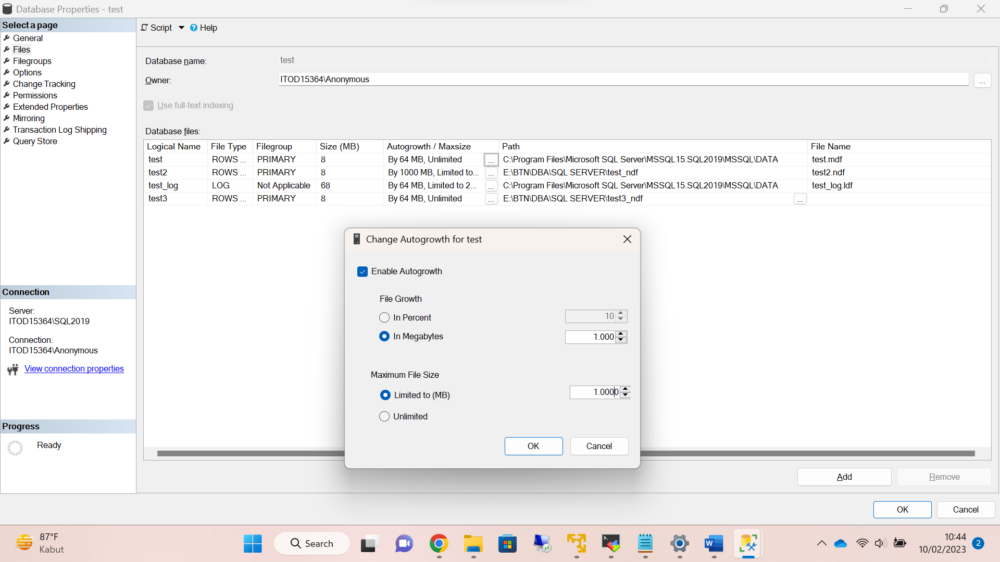 Database Properties - test
Select a page
General
Files
Filegroups
Options
Change Tracking
Permissions
Extended Properties
Mirroring
Transaction Log Shipping
Query Store
Connection
Server:
ITOD15364\SQL2019
Connection:
ITOD15364\Anonymous
View connection properties
Progress
Ready
Script
Help
Database name:
test
Owner:
ITOD15364\Anonymous
...
Use full-text indexing
Database files:
Logical Name File Type Filegroup Size (MB) Autogrowth / Maxsize Path File Name
test ROWS ... PRIMARY 8 By 64 MB, Unlimited ... C:\Program Files\Microsoft SQL Server\MSSQL15.SQL2019\MSSQL\DATA test.mdf
test2 ROWS ... PRIMARY 8 By 1000 MB, Limited to... ... E:\BTN\DBA\SQL SERVER\test_ndf test2.ndf
test_log LOG Not Applicable 68 By 64 MB, Limited to 2... ... C:\Program Files\Microsoft SQL Server\MSSQL15.SQL2019\MSSQL\DATA test_log.ldf
test3 ROWS ... PRIMARY 8 By 64 MB, Unlimited ... E:\BTN\DBA\SQL SERVER\test3_ndf ...
Change Autogrowth for test
Enable Autogrowth
File Growth
In Percent 10
In Megabytes 1.000
Maximum File Size
Limited to (MB) 1.0000
Unlimited
OK Cancel
Add Remove
OK Cancel
87°F
Kabut
Search
10:44
10/02/2023
2